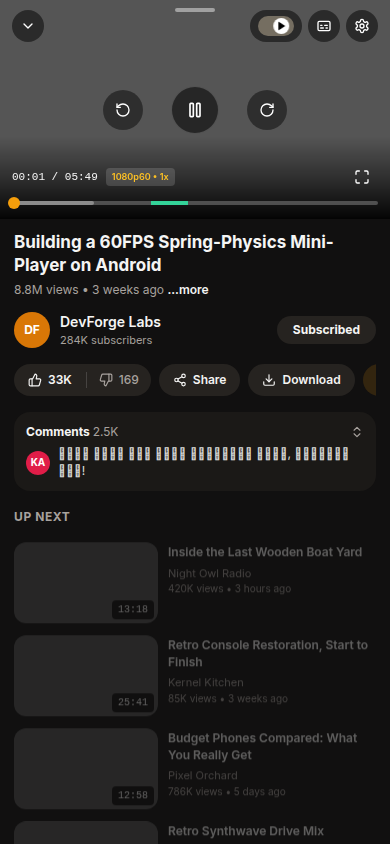 00:01 / 05:49 1080p60 • 1x
Building a 60FPS Spring-Physics Mini-
Player on Android
8.8M views • 3 weeks ago ...more
DF DevForge Labs Subscribed
284K subscribers
33K 169 Share Download
Comments 2.5K
KA
UP NEXT
Inside the Last Wooden Boat Yard
Night Owl Radio
420K views • 3 hours ago
13:18
Retro Console Restoration, Start to
Finish
Kernel Kitchen
85K views • 3 weeks ago
25:41
Budget Phones Compared: What
You Really Get
Pixel Orchard
786K views • 5 days ago
12:58
Retro Synthwave Drive Mix